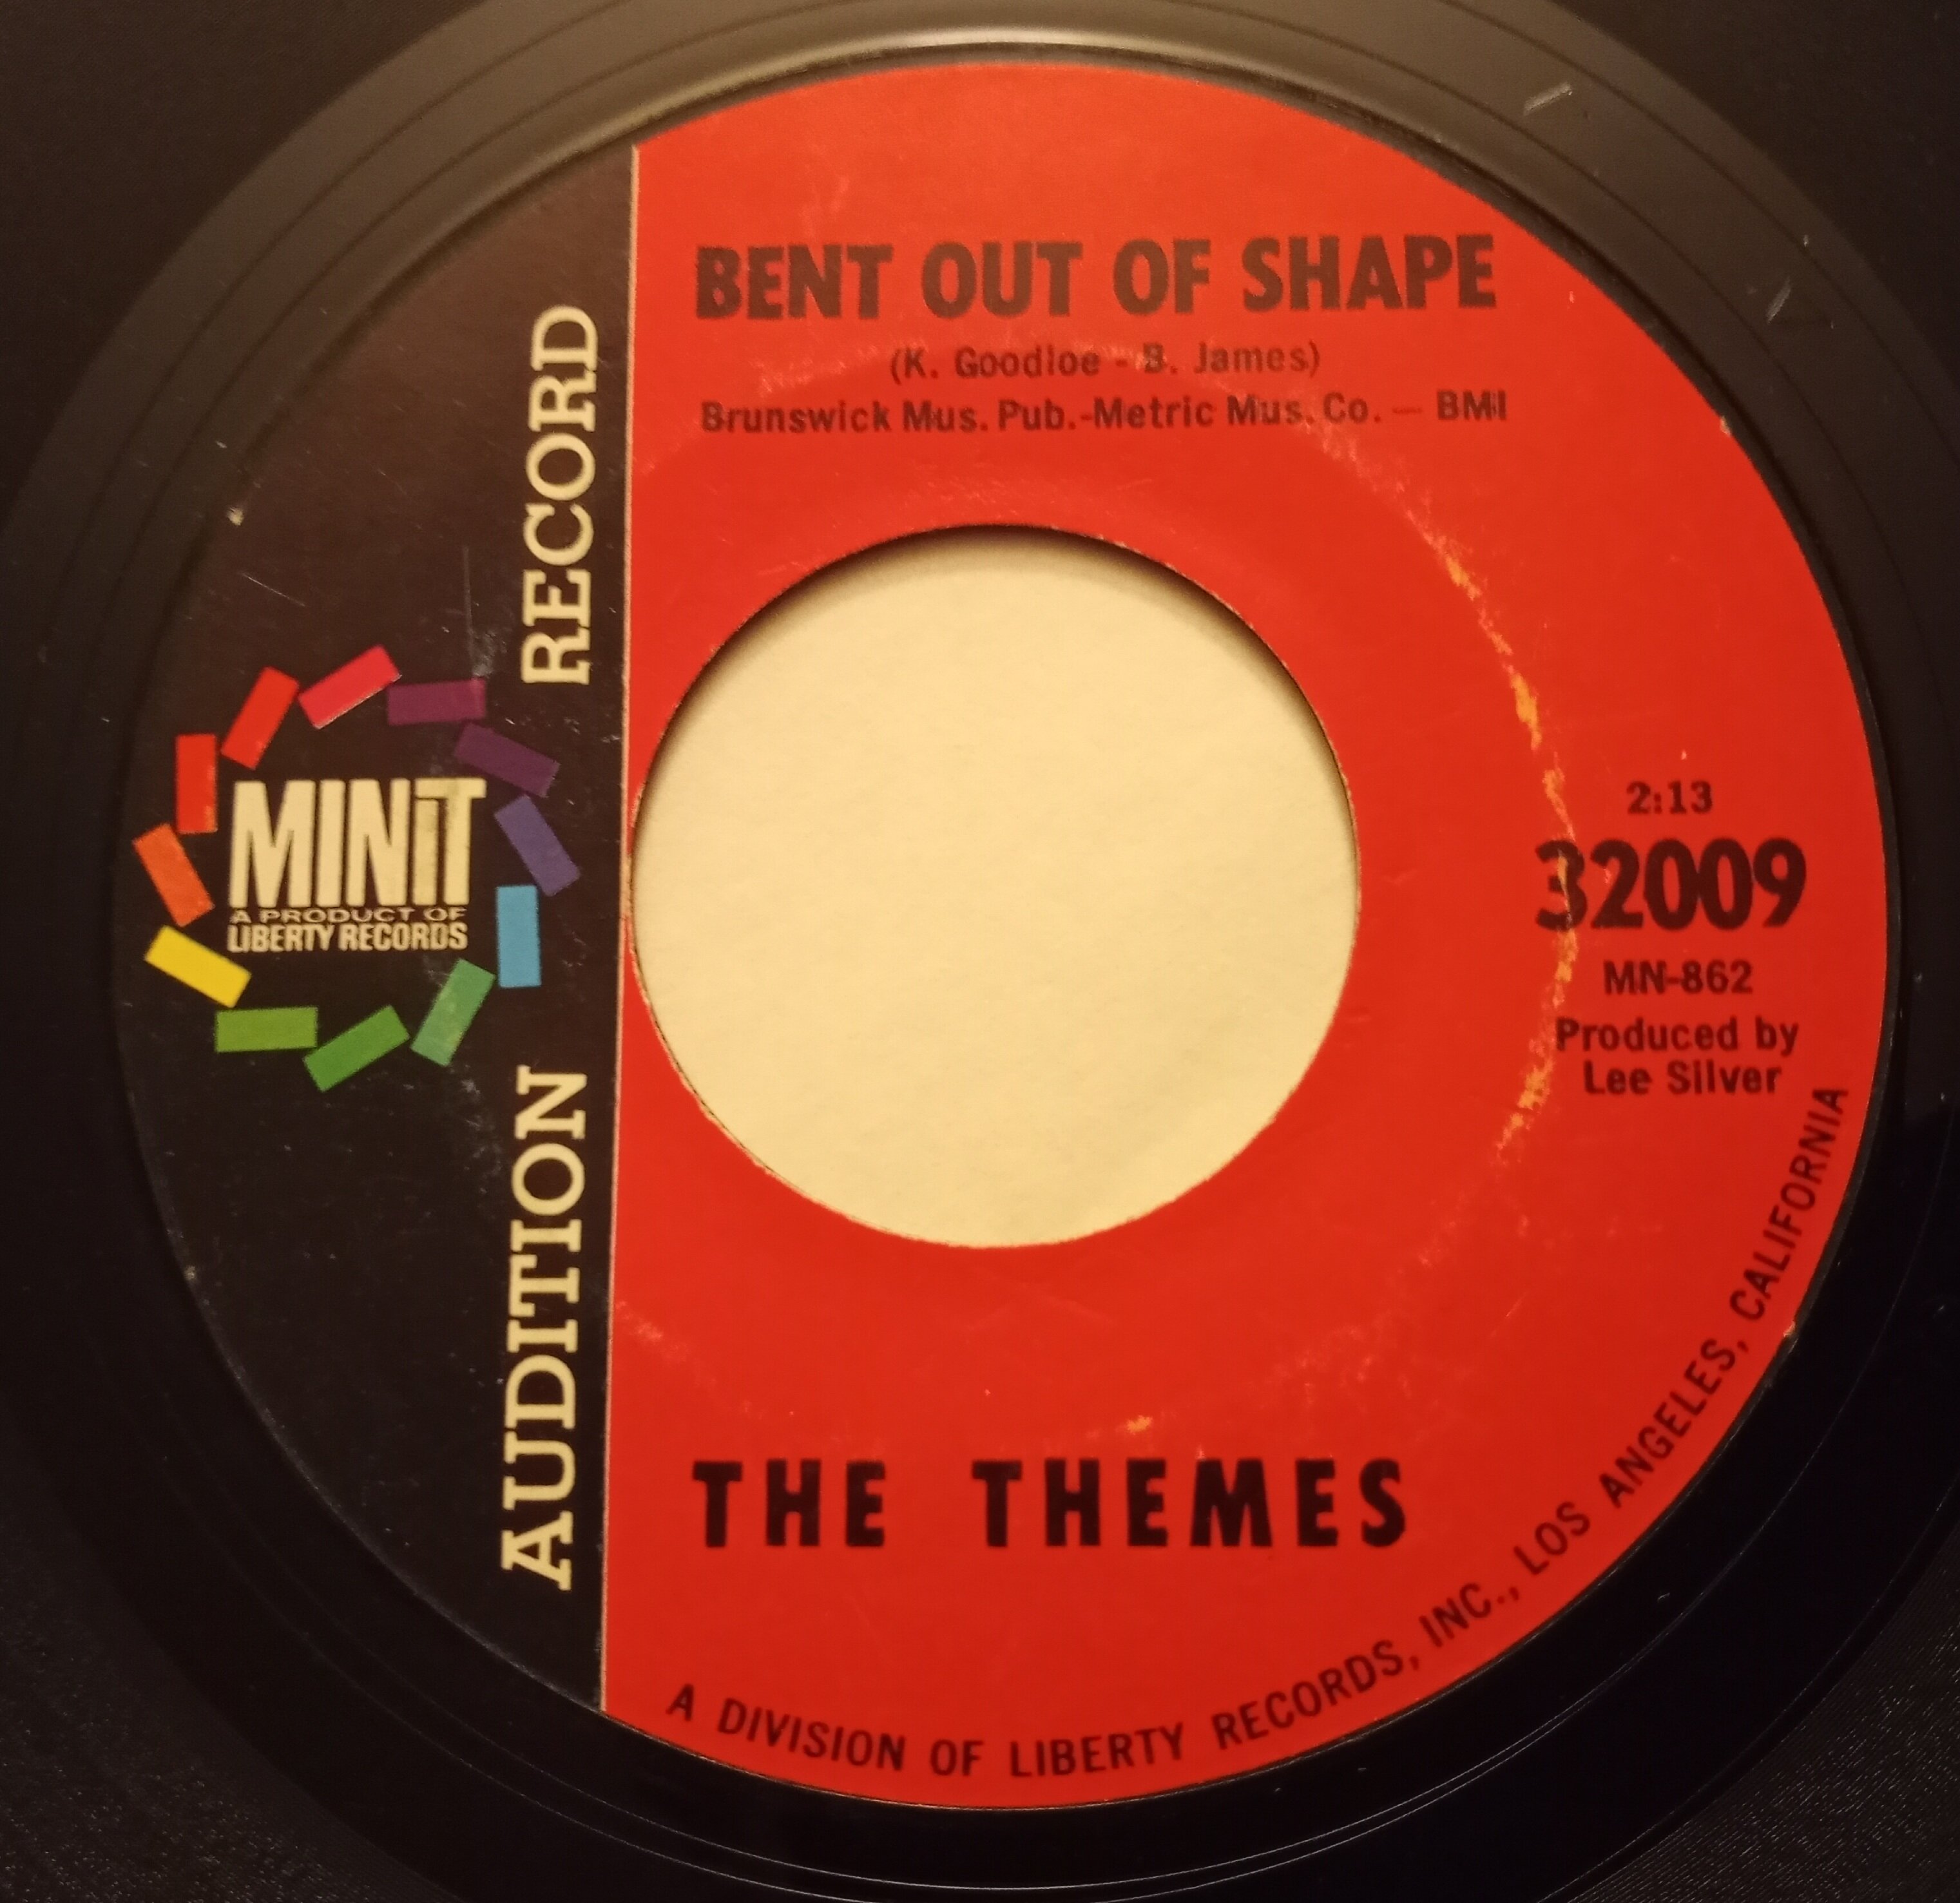 BENT OUT OF SHAPE
(K. Goodloe - B. James)
Brunswick Mus. Pub.-Metric Mus. Co. — BMI
AUDITION RECORD
MINIT
A PRODUCT OF
LIBERTY RECORDS
2:13
32009
MN-862
Produced by
Lee Silver
THE THEMES
A DIVISION OF LIBERTY RECORDS, INC., LOS ANGELES, CALIFORNIA